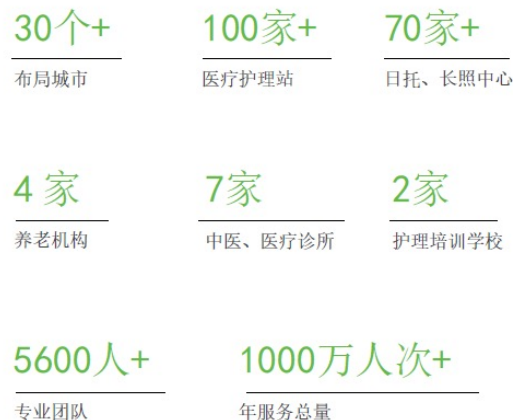 30个+ 100家+ 70家+
布局城市 医疗护理站 日托、长照中心
4 家 7家 2家
养老机构 中医、医疗诊所 护理培训学校
5600人+ 1000万人次+
专业团队 年服务总量